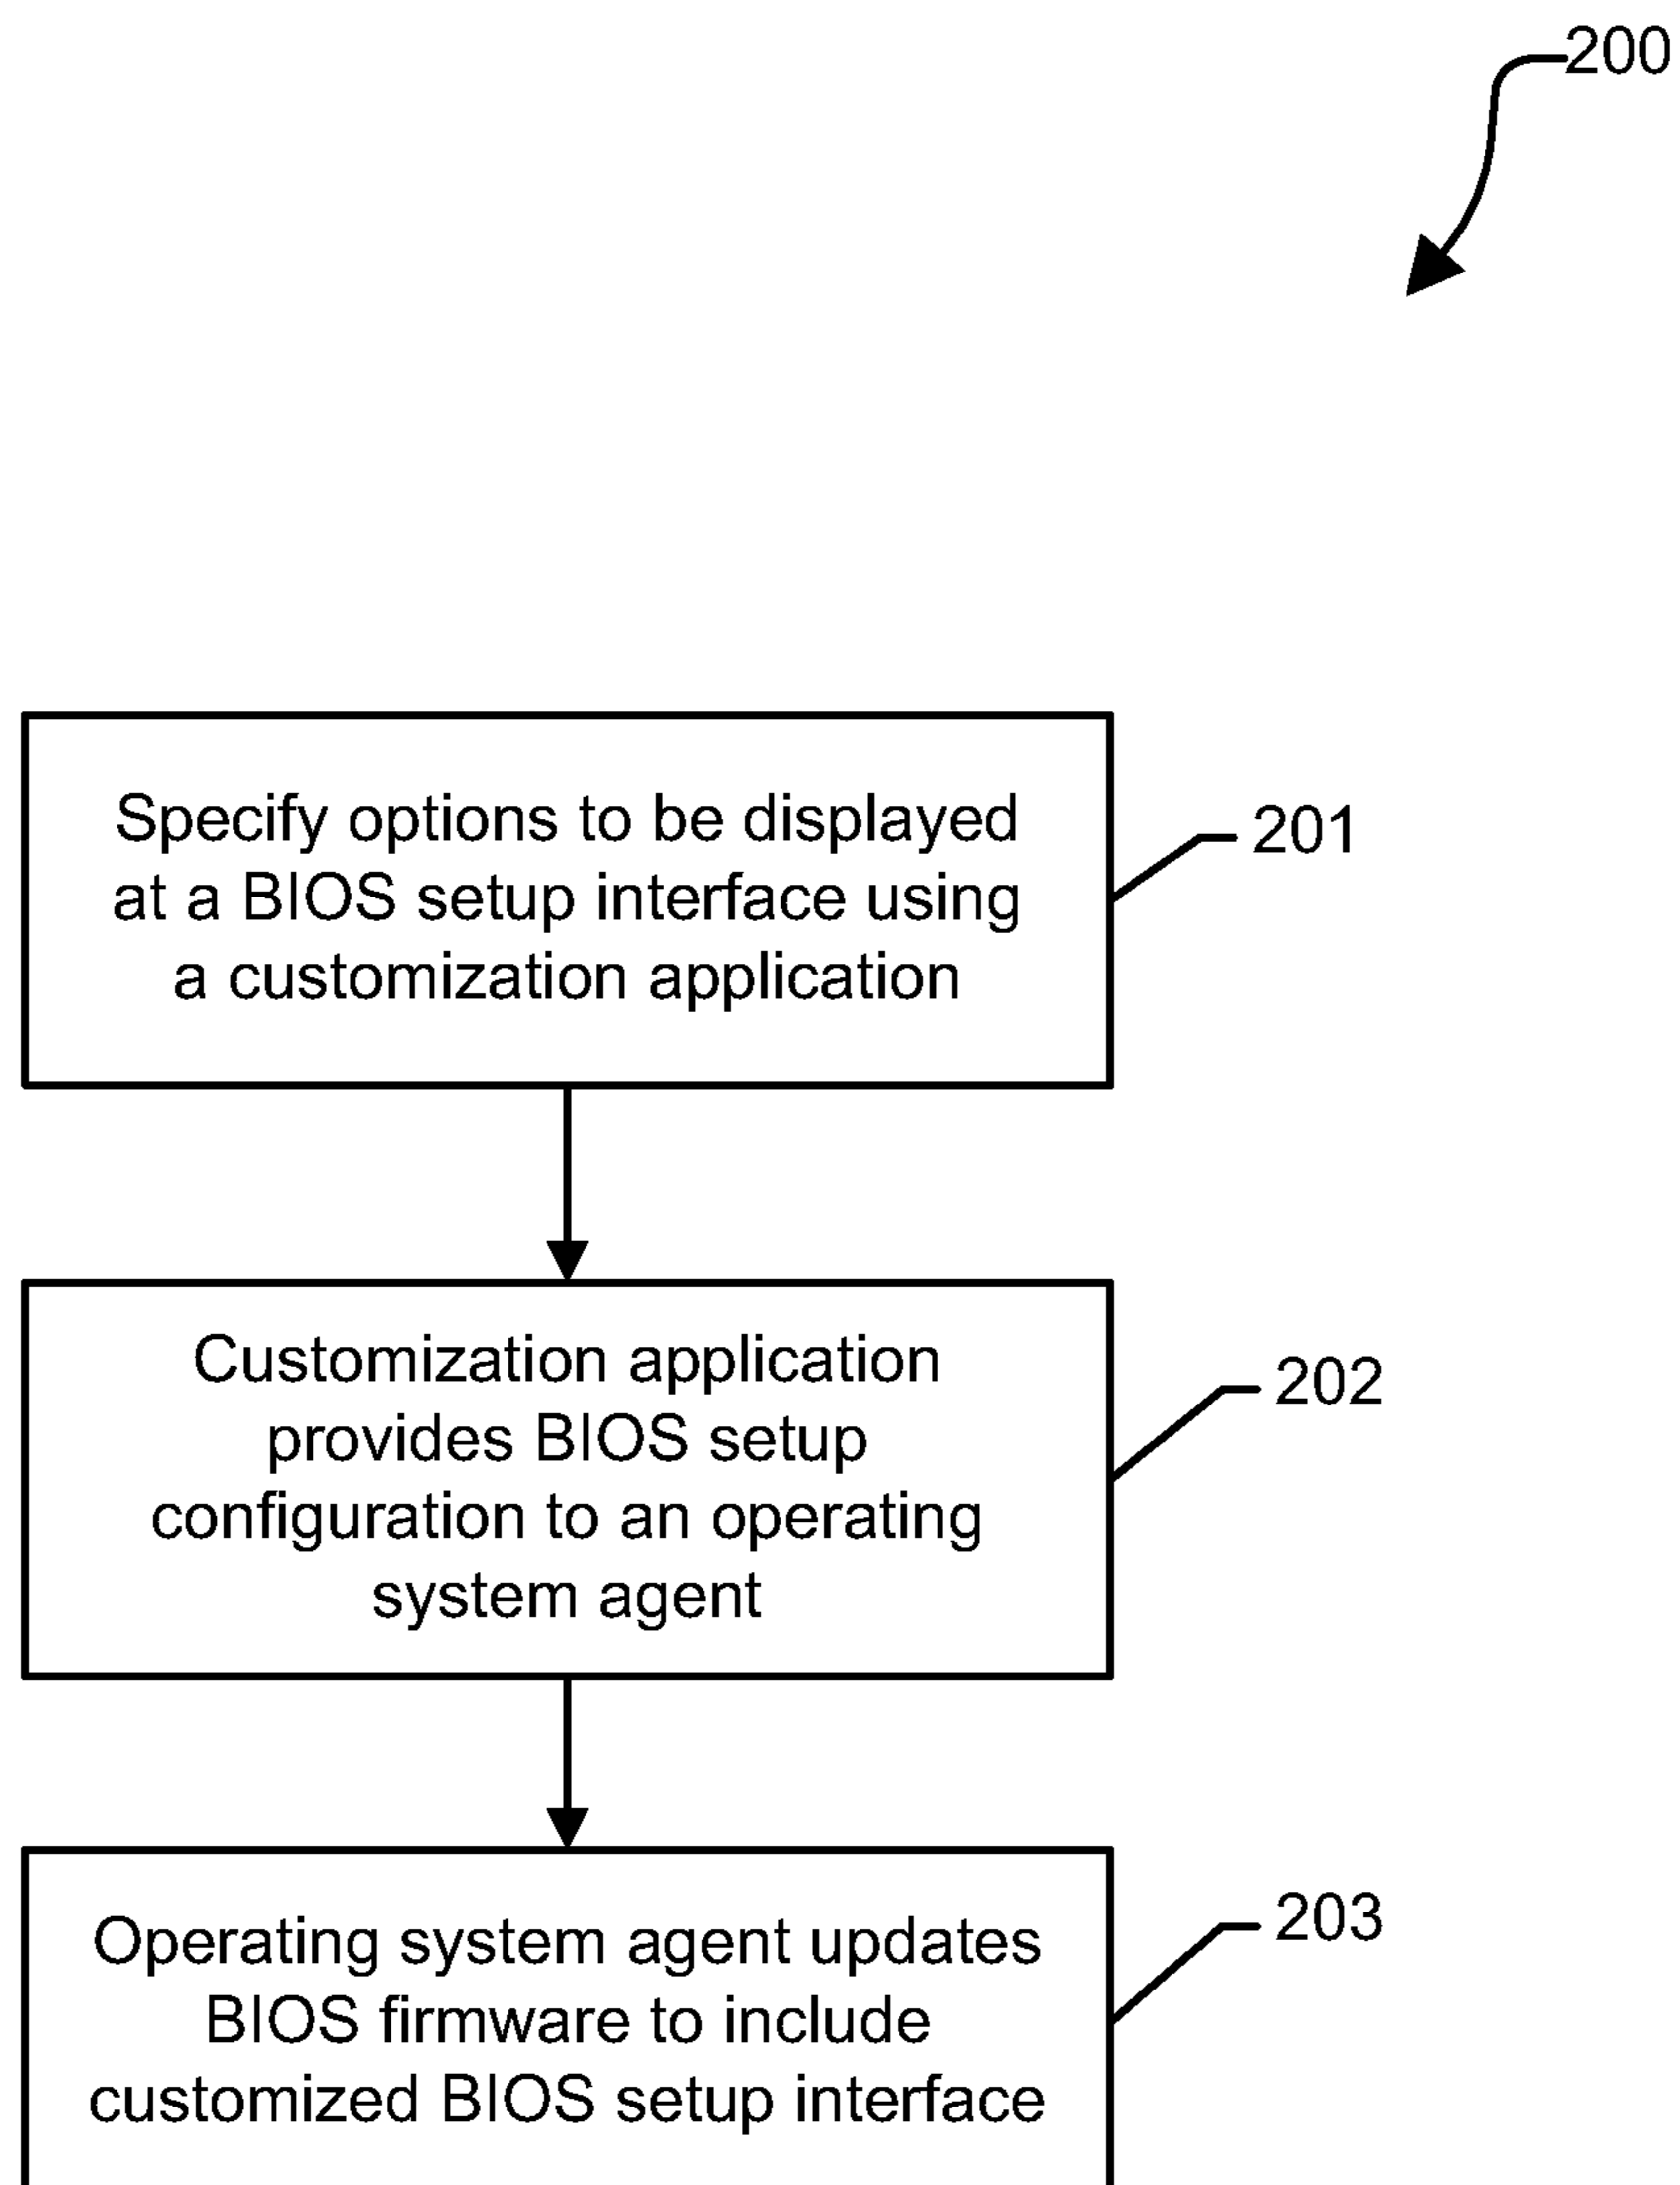 200
Specify options to be displayed
at a BIOS setup interface using
a customization application
201
Customization application
provides BIOS setup
configuration to an operating
system agent
202
Operating system agent updates
BIOS firmware to include
customized BIOS setup interface
203